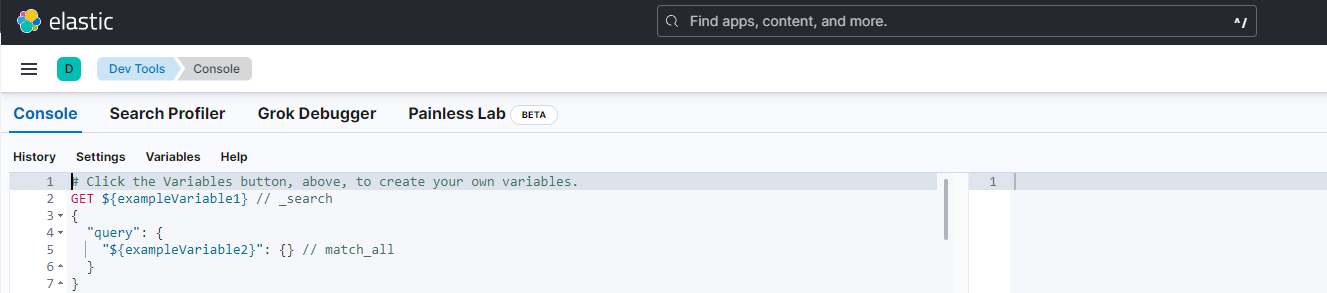 elastic
Find apps, content, and more. ^/
D Dev Tools Console
Console Search Profiler Grok Debugger Painless Lab BETA
History Settings Variables Help
1 # Click the Variables button, above, to create your own variables. 1
2 GET ${exampleVariable1} // _search
3 {
4 "query": {
5 "${exampleVariable2}": {} // match_all
6 }
7 }